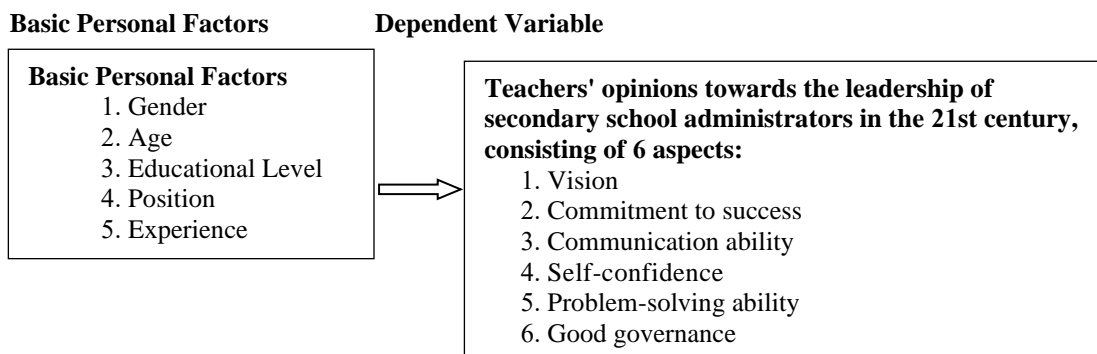 Basic Personal Factors
Dependent Variable
Basic Personal Factors
1. Gender
2. Age
3. Educational Level
4. Position
5. Experience
Teachers' opinions towards the leadership of
secondary school administrators in the 21st century,
consisting of 6 aspects:
1. Vision
2. Commitment to success
3. Communication ability
4. Self-confidence
5. Problem-solving ability
6. Good governance